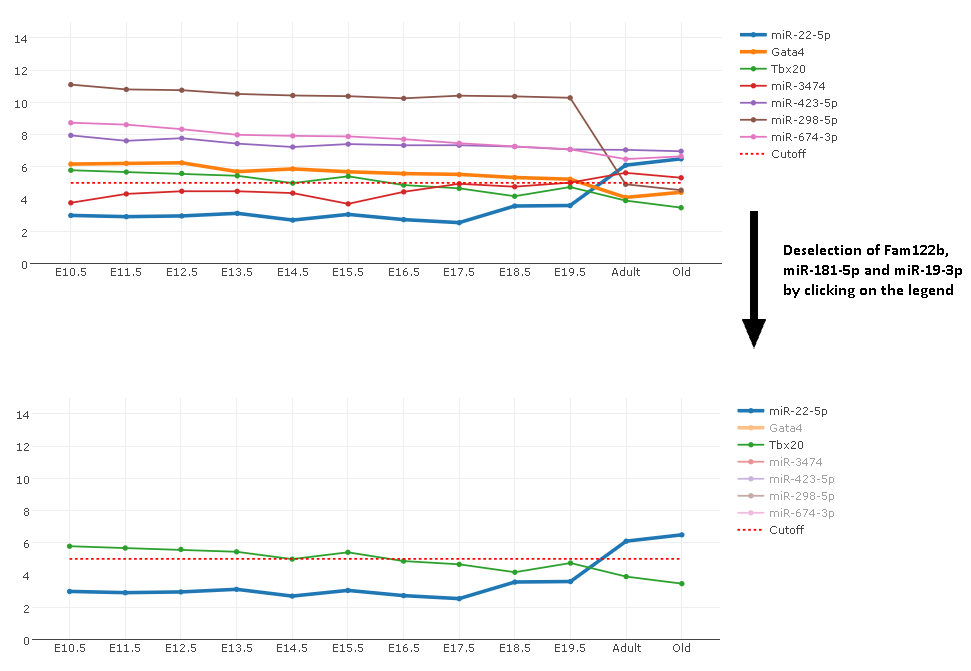 14
12
10
8
6
4
2
0
E10.5 E11.5 E12.5 E13.5 E14.5 E15.5 E16.5 E17.5 E18.5 E19.5 Adult Old
miR-22-5p
Gata4
Tbx20
miR-3474
miR-423-5p
miR-298-5p
miR-674-3p
Cutoff
Deselection of Fam122b,
miR-181-5p and miR-19-3p
by clicking on the legend
14
12
10
8
6
4
2
0
E10.5 E11.5 E12.5 E13.5 E14.5 E15.5 E16.5 E17.5 E18.5 E19.5 Adult Old
miR-22-5p
Gata4
Tbx20
miR-3474
miR-423-5p
miR-298-5p
miR-674-3p
Cutoff